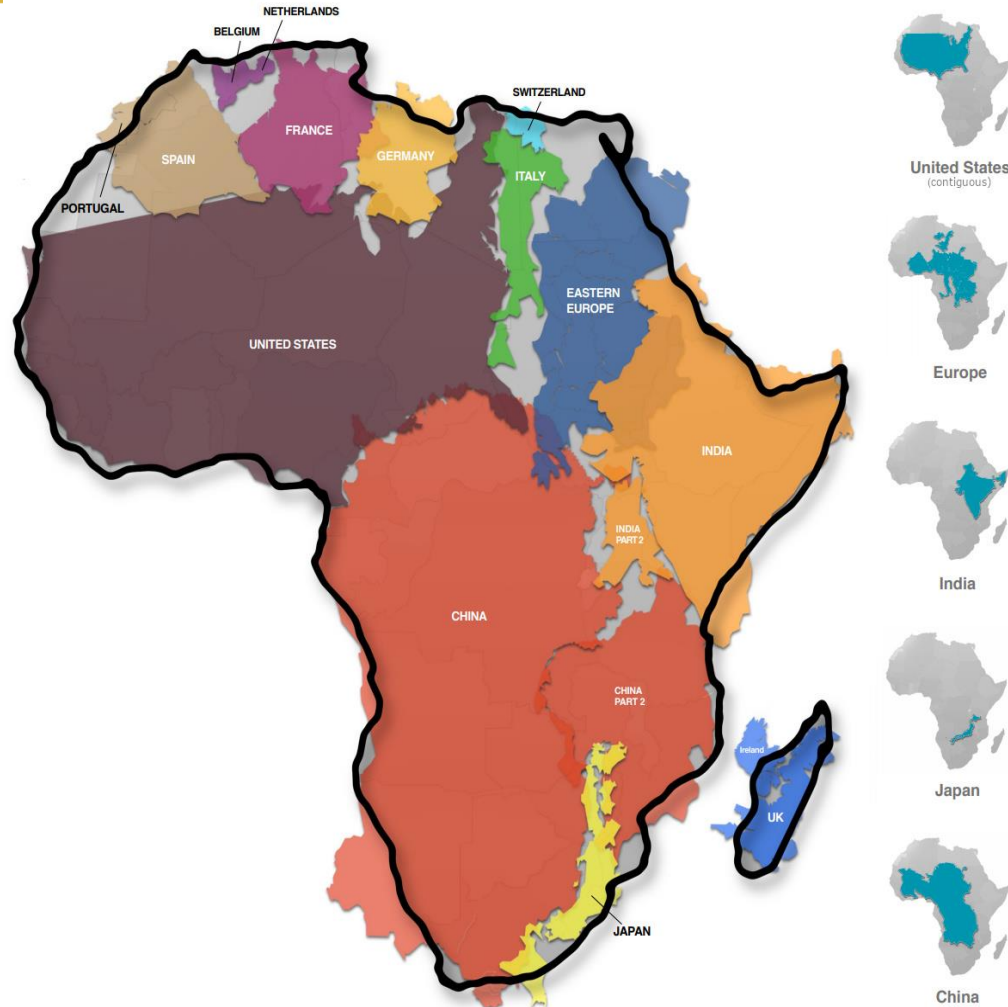 NETHERLANDS
BELGIUM
SWITZERLAND
FRANCE
GERMANY
SPAIN
ITALY
PORTUGAL
EASTERN
EUROPE
UNITED STATES
INDIA
INDIA
PART 2
CHINA
CHINA
PART 2
Ireland
UK
JAPAN
United States
(contiguous)
Europe
India
Japan
China